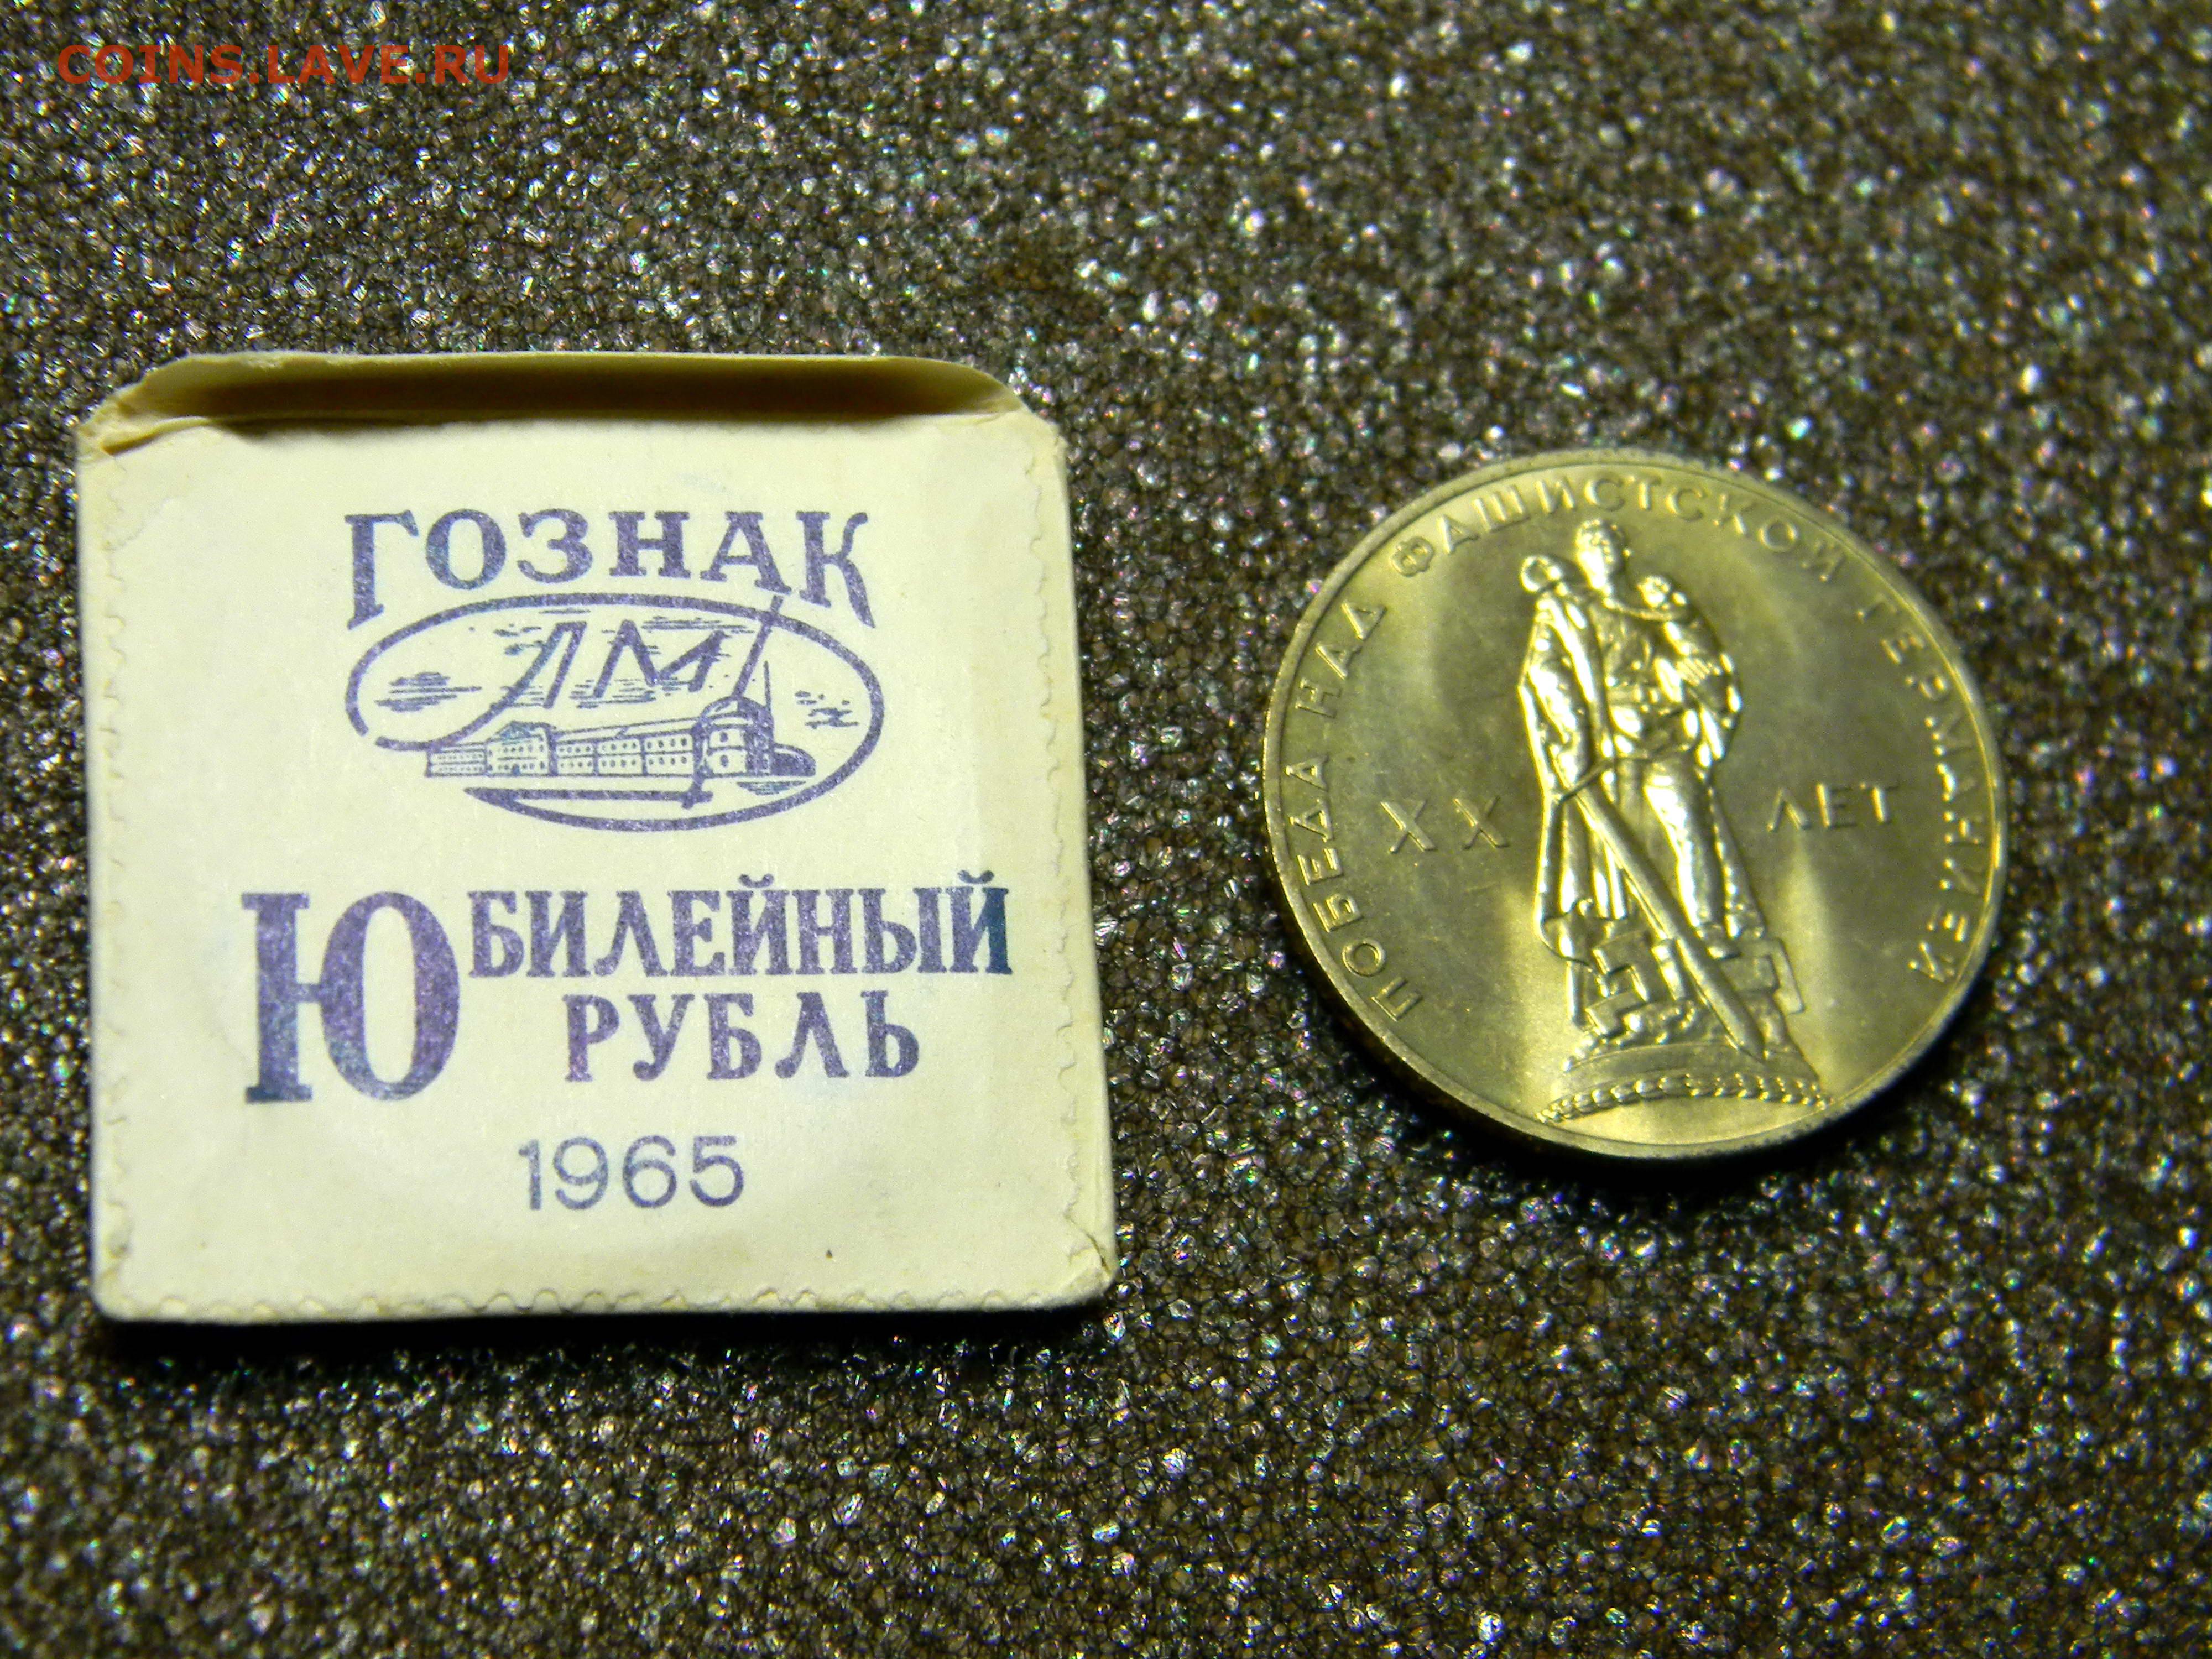 COINS.LAVE.RU
ГОЗНАК
ЛМ
ЮБИЛЕЙНЫЙ
РУБЛЬ
1965
ПОБЕДА НАД ФАШИСТСКОЙ ГЕРМАНИЕЙ
XX ЛЕТ